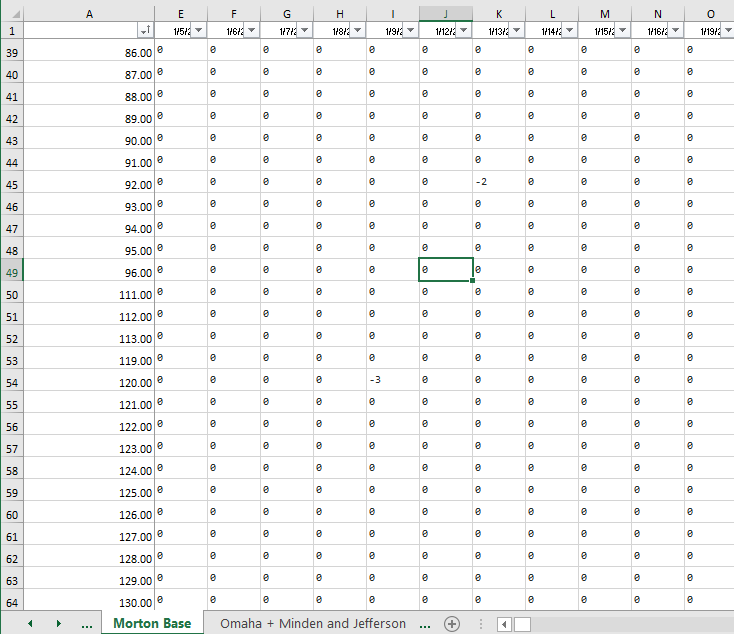 A E F G H I J K L M N O
1 1/5/2 1/6/2 1/7/2 1/8/2 1/9/2 1/12/2 1/13/2 1/14/2 1/15/2 1/16/2 1/19/2
39 86.00 0 0 0 0 0 0 0 0 0 0 0
40 87.00 0 0 0 0 0 0 0 0 0 0 0
41 88.00 0 0 0 0 0 0 0 0 0 0 0
42 89.00 0 0 0 0 0 0 0 0 0 0 0
43 90.00 0 0 0 0 0 0 0 0 0 0 0
44 91.00 0 0 0 0 0 0 0 0 0 0 0
45 92.00 0 0 0 0 0 0 -2 0 0 0 0
46 93.00 0 0 0 0 0 0 0 0 0 0 0
47 94.00 0 0 0 0 0 0 0 0 0 0 0
48 95.00 0 0 0 0 0 0 0 0 0 0 0
49 96.00 0 0 0 0 0 0 0 0 0 0 0
50 111.00 0 0 0 0 0 0 0 0 0 0 0
51 112.00 0 0 0 0 0 0 0 0 0 0 0
52 113.00 0 0 0 0 0 0 0 0 0 0 0
53 119.00 0 0 0 0 0 0 0 0 0 0 0
54 120.00 0 0 0 0 -3 0 0 0 0 0 0
55 121.00 0 0 0 0 0 0 0 0 0 0 0
56 122.00 0 0 0 0 0 0 0 0 0 0 0
57 123.00 0 0 0 0 0 0 0 0 0 0 0
58 124.00 0 0 0 0 0 0 0 0 0 0 0
59 125.00 0 0 0 0 0 0 0 0 0 0 0
60 126.00 0 0 0 0 0 0 0 0 0 0 0
61 127.00 0 0 0 0 0 0 0 0 0 0 0
62 128.00 0 0 0 0 0 0 0 0 0 0 0
63 129.00 0 0 0 0 0 0 0 0 0 0 0
64 130.00 0 0 0 0 0 0 0 0 0 0 0
... Morton Base Omaha + Minden and Jefferson ...